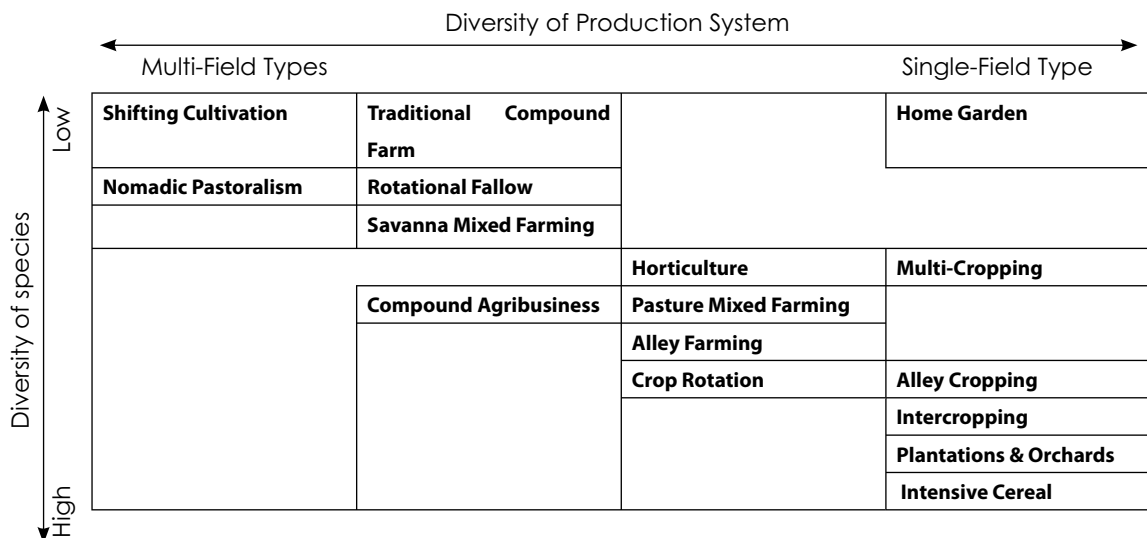 Diversity of Production System
Multi-Field Types Single-Field Type
Low
Diversity of species
High
Shifting Cultivation Traditional Compound Home Garden
Farm
Nomadic Pastoralism Rotational Fallow
Savanna Mixed Farming
Horticulture Multi-Cropping
Compound Agribusiness Pasture Mixed Farming
Alley Farming
Crop Rotation Alley Cropping
Intercropping
Plantations & Orchards
Intensive Cereal